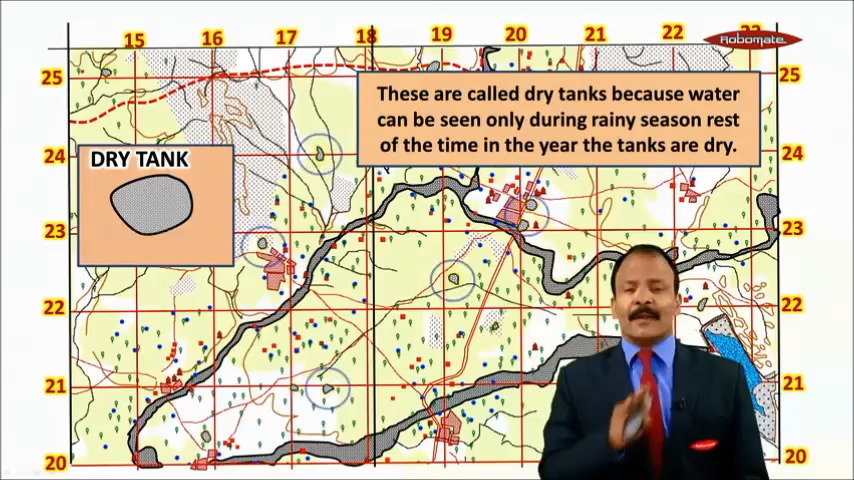 15 16 17 18 19 20 21 22 23
Robomate
25 25
These are called dry tanks because water
can be seen only during rainy season rest
of the time in the year the tanks are dry.
24 24
DRY TANK
23 23
22 22
21 21
20 20